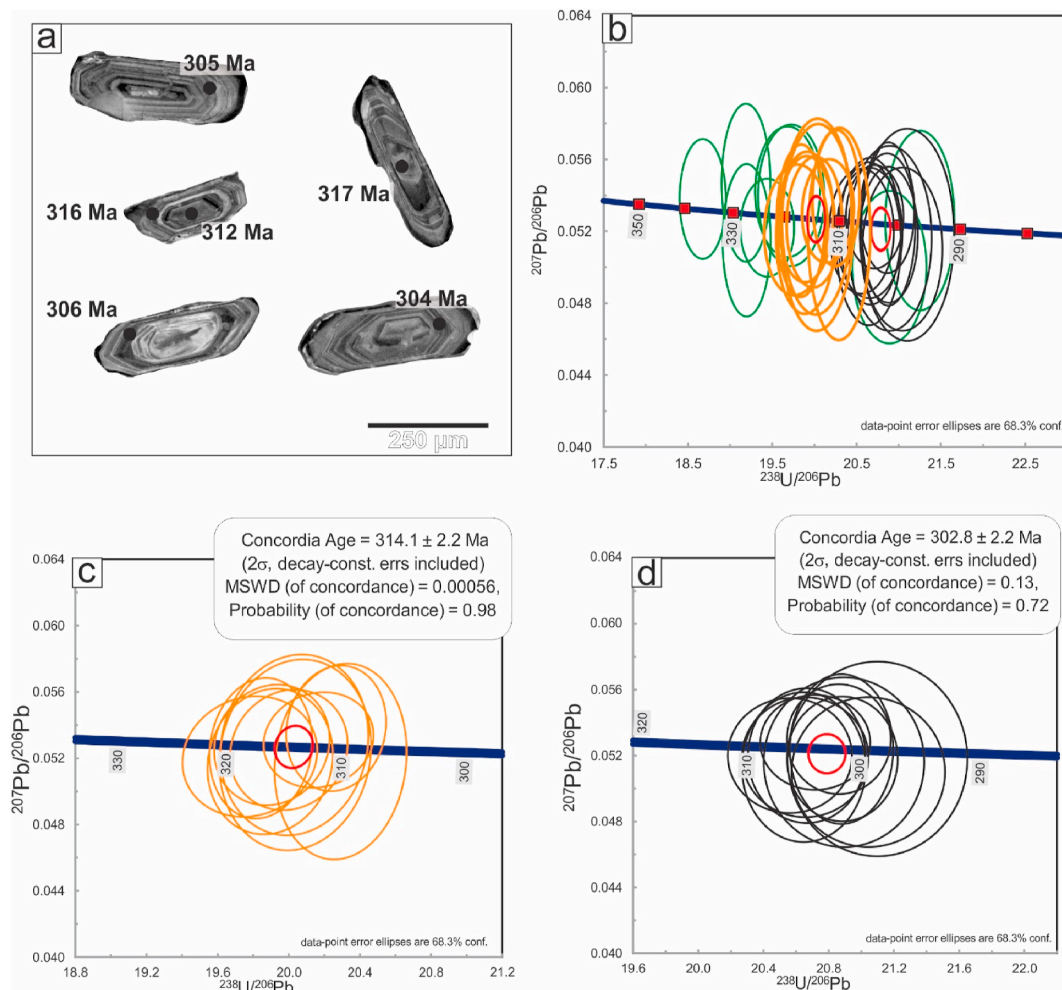 a
305 Ma
317 Ma
316 Ma
312 Ma
306 Ma
304 Ma
250 µm
b
0.064
0.060
0.056
0.052
0.048
0.044
0.040
207Pb/206Pb
350
330
310
290
data-point error ellipses are 68.3% conf.
17.5
18.5
19.5
20.5
21.5
22.5
238U/206Pb
c
Concordia Age = 314.1 ± 2.2 Ma
(2σ, decay-const. errs included)
MSWD (of concordance) = 0.00056,
Probability (of concordance) = 0.98
0.064
0.060
0.056
0.052
0.048
0.044
0.040
207Pb/206Pb
330
320
310
300
data-point error ellipses are 68.3% conf.
18.8
19.2
19.6
20.0
20.4
20.8
21.2
238U/206Pb
d
Concordia Age = 302.8 ± 2.2 Ma
(2σ, decay-const. errs included)
MSWD (of concordance) = 0.13,
Probability (of concordance) = 0.72
0.064
0.060
0.056
0.052
0.048
0.044
0.040
207Pb/206Pb
320
310
300
290
data-point error ellipses are 68.3% conf.
19.6
20.0
20.4
20.8
21.2
21.6
22.0
238U/206Pb